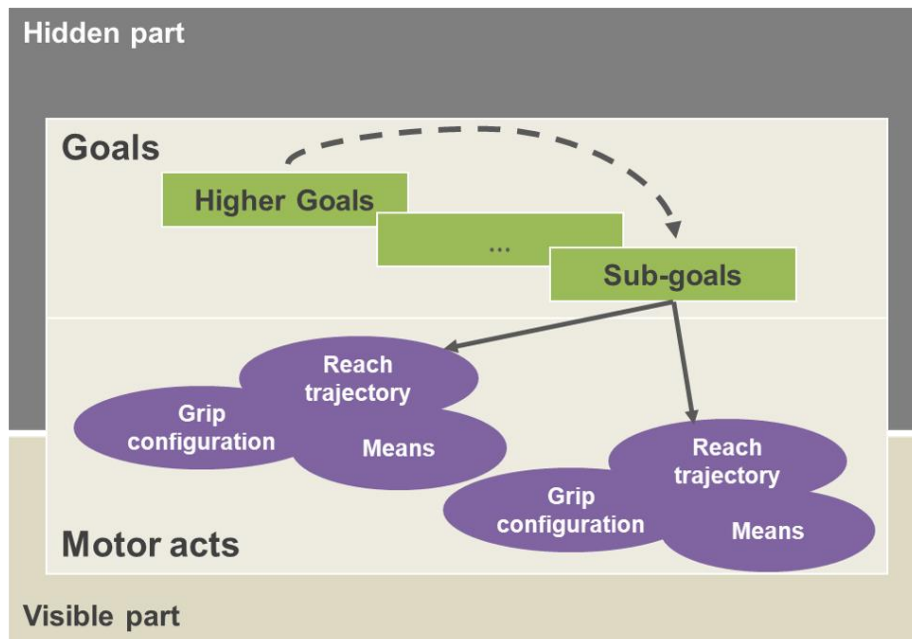 Hidden part
Goals
Higher Goals
...
Sub-goals
Reach
trajectory
Grip
configuration
Means
Reach
trajectory
Grip
configuration
Means
Motor acts
Visible part